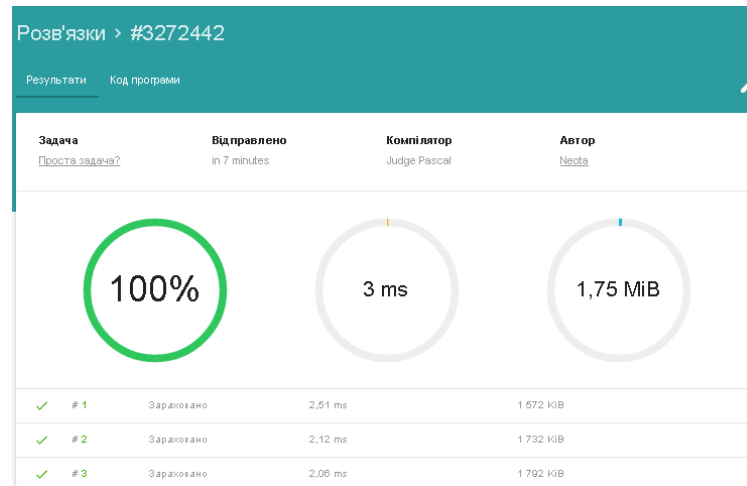 Розв'язки > #3272442
Результати Код програми
Задача Відправлено Компілятор Автор
Проста задача? in 7 minutes Judge Pascal Neota
100% 3 ms 1,75 MiB
# 1 Зараховано 2,51 ms 1 672 KiB
# 2 Зараховано 2,12 ms 1 732 KiB
# 3 Зараховано 2,06 ms 1 792 KiB